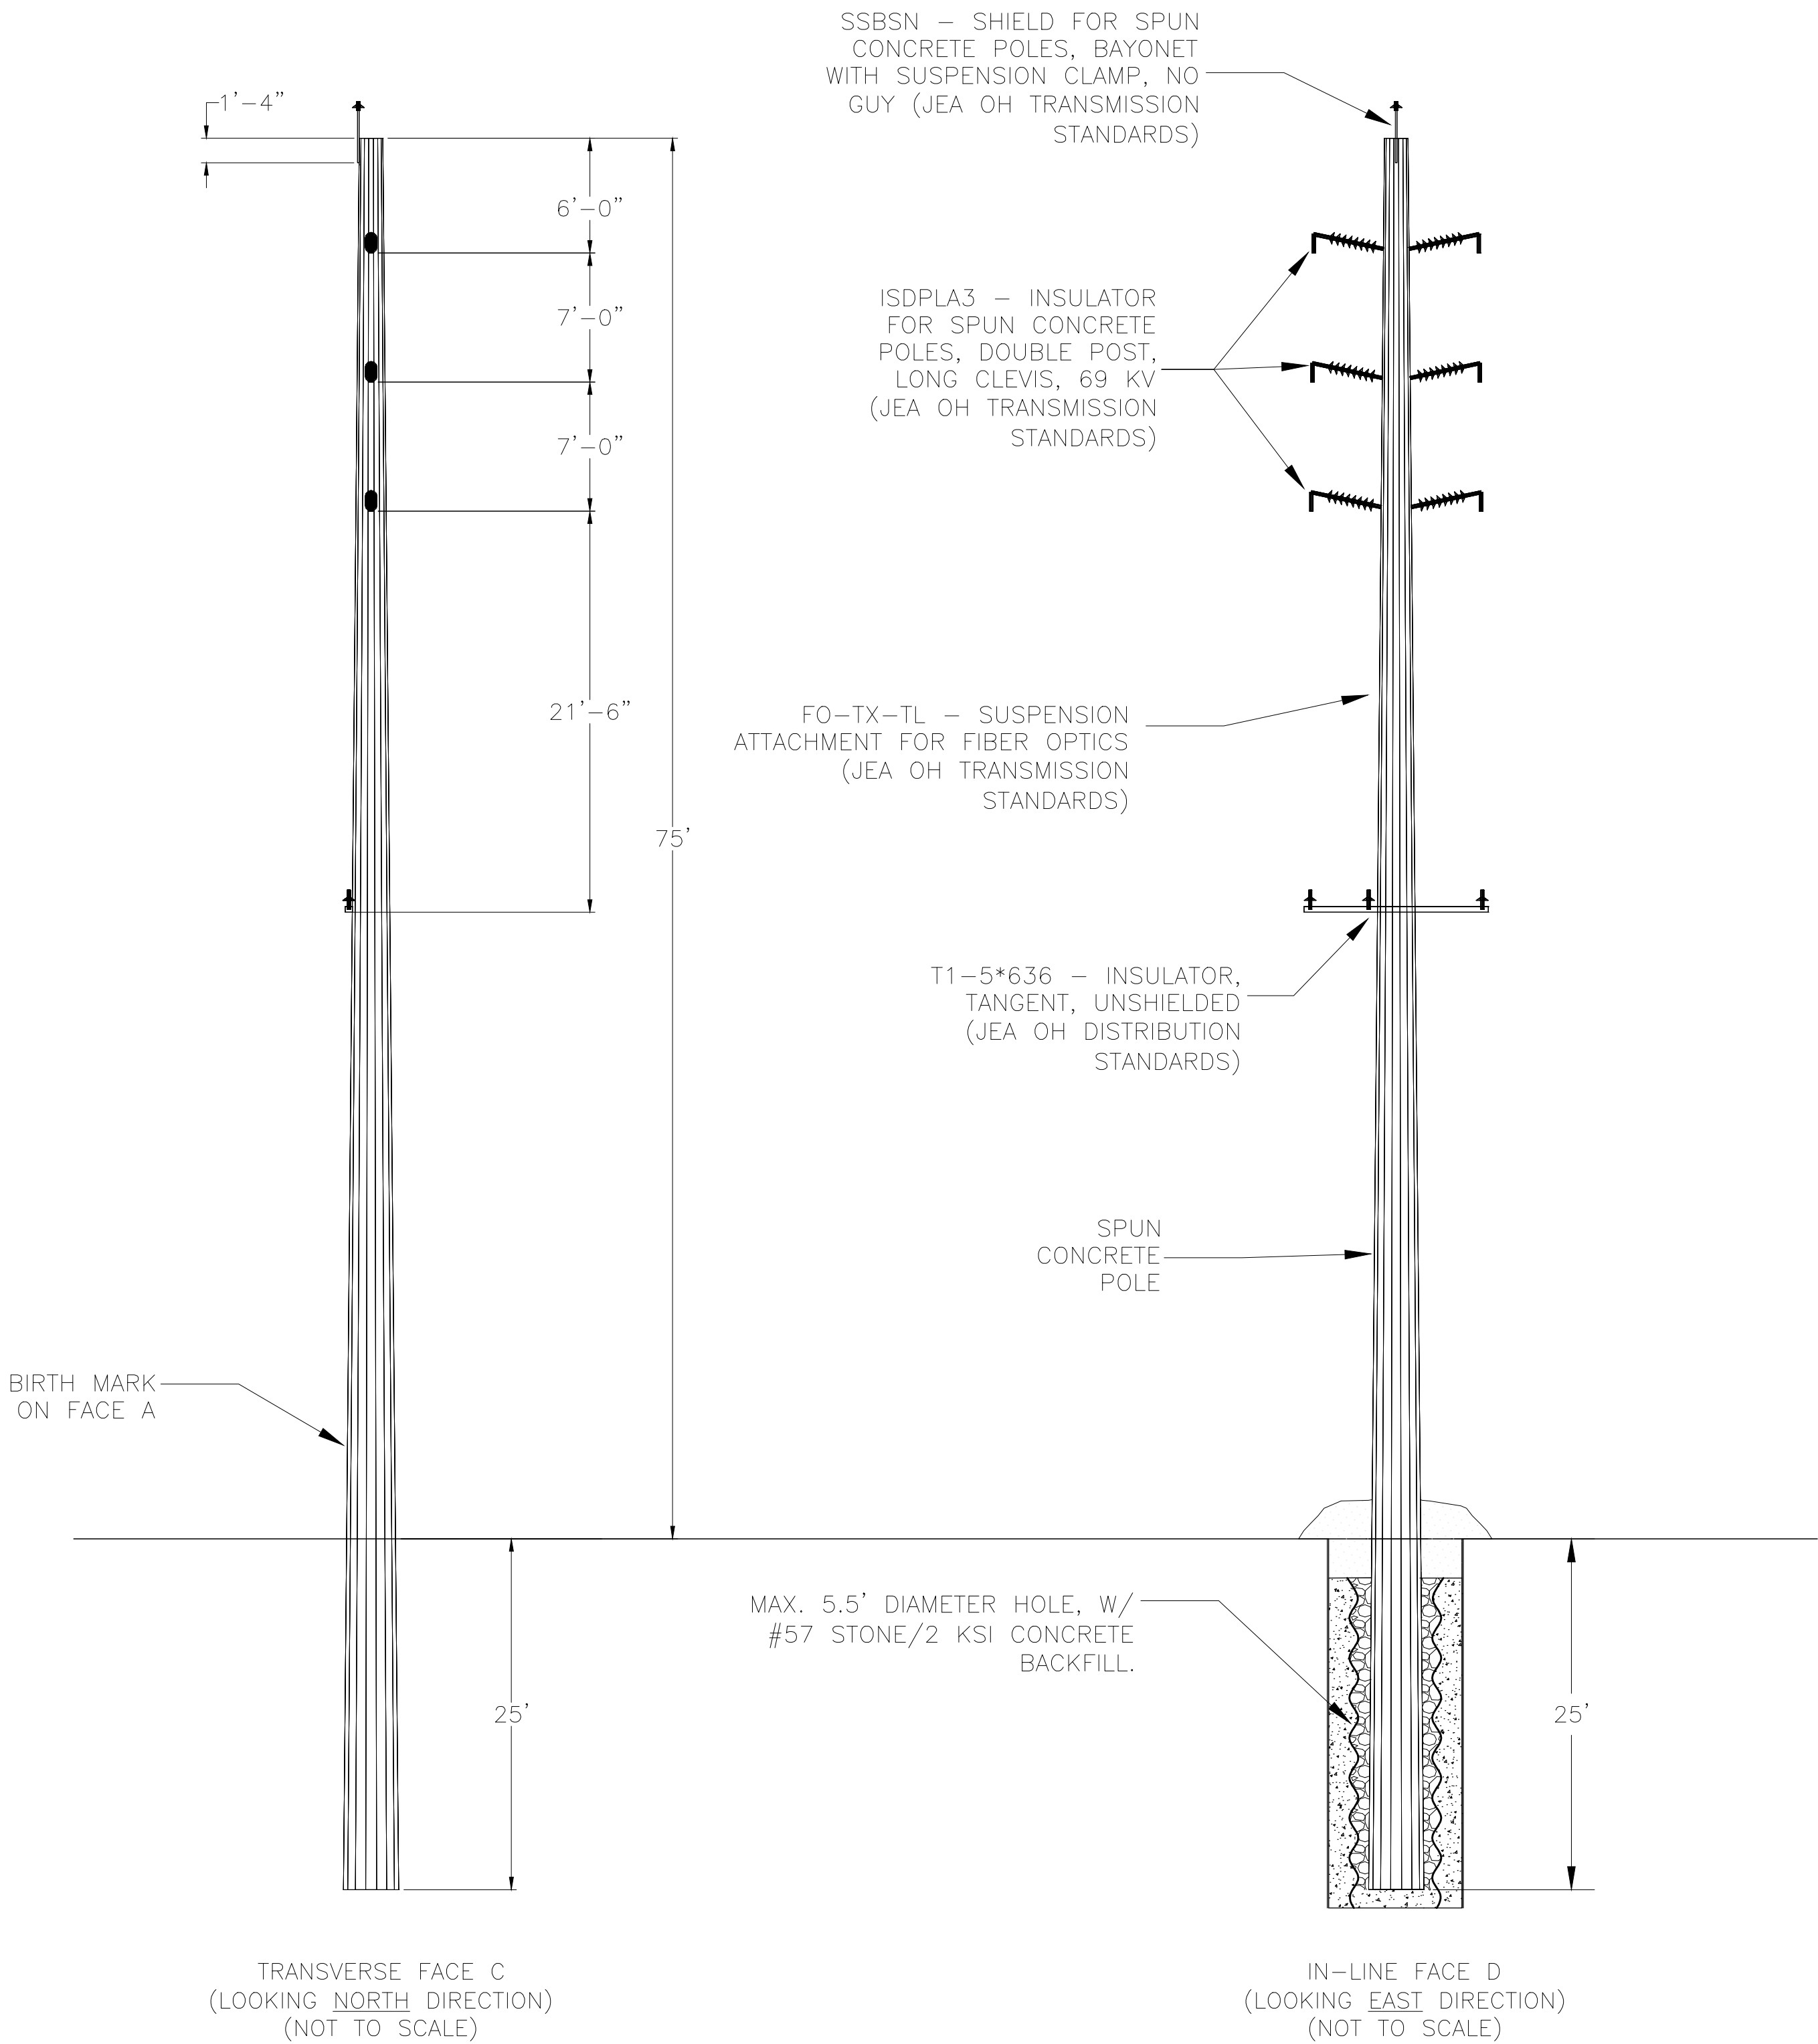 SSBSN – SHIELD FOR SPUN
CONCRETE POLES, BAYONET
WITH SUSPENSION CLAMP, NO
GUY (JEA OH TRANSMISSION
STANDARDS)
1'–4"
6'–0"
7'–0"
7'–0"
21'–6"
75'
25'
ISDPLA3 – INSULATOR
FOR SPUN CONCRETE
POLES, DOUBLE POST,
LONG CLEVIS, 69 KV
(JEA OH TRANSMISSION
STANDARDS)
FO–TX–TL – SUSPENSION
ATTACHMENT FOR FIBER OPTICS
(JEA OH TRANSMISSION
STANDARDS)
T1–5*636 – INSULATOR,
TANGENT, UNSHIELDED
(JEA OH DISTRIBUTION
STANDARDS)
SPUN
CONCRETE
POLE
BIRTH MARK
ON FACE A
MAX. 5.5' DIAMETER HOLE, W/
#57 STONE/2 KSI CONCRETE
BACKFILL.
25'
TRANSVERSE FACE C
(LOOKING NORTH DIRECTION)
(NOT TO SCALE)
IN–LINE FACE D
(LOOKING EAST DIRECTION)
(NOT TO SCALE)